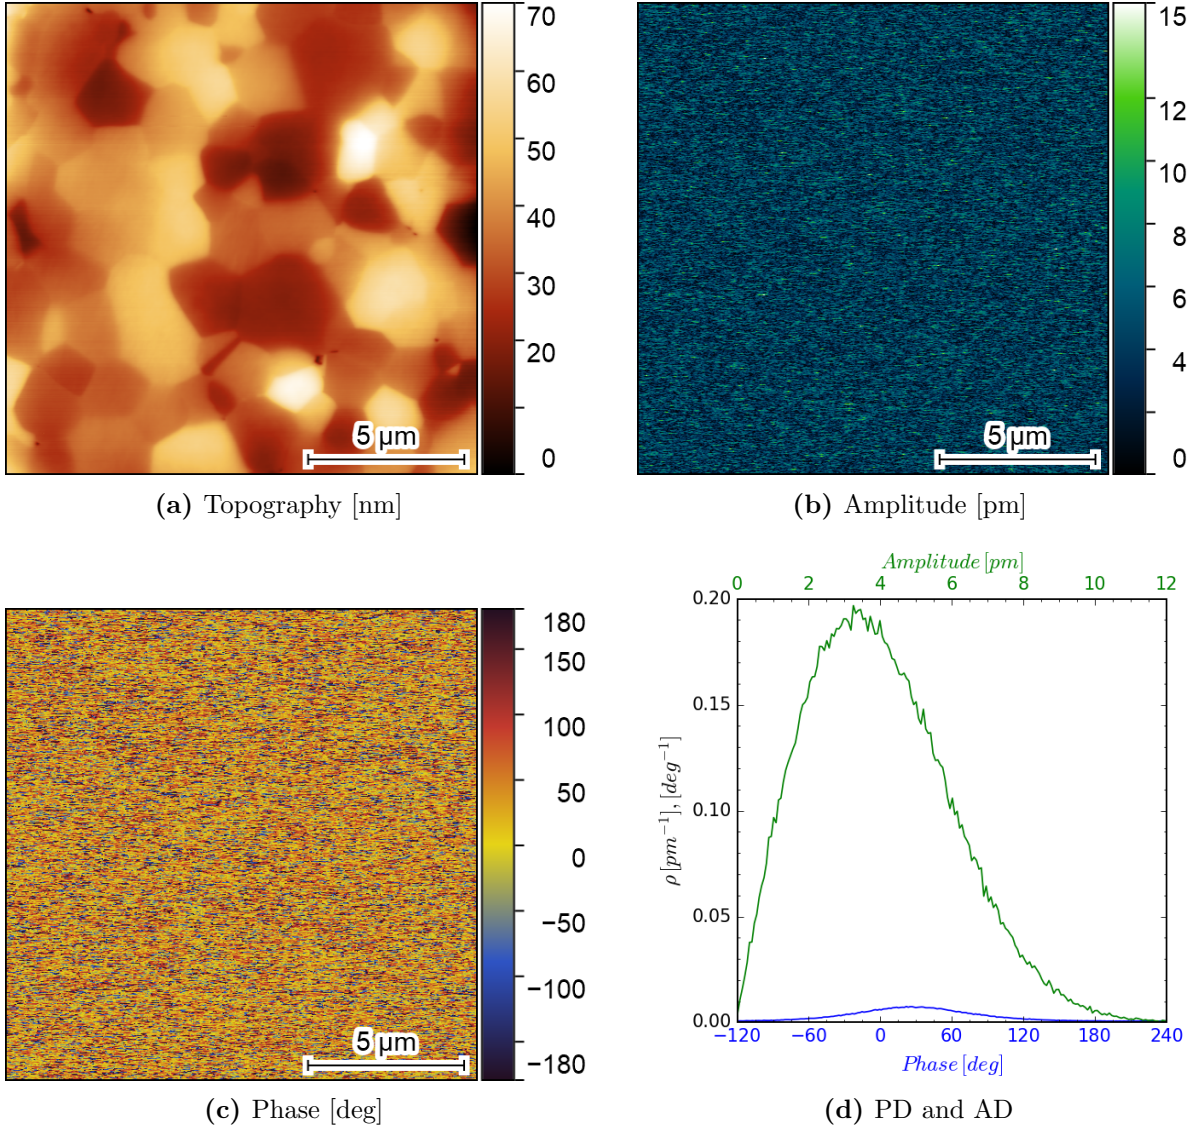 70
60
50
40
30
20
10
0
5 µm
(a) Topography [nm]
15
12
10
8
6
4
2
0
5 µm
(b) Amplitude [pm]
180
150
100
50
0
−50
−100
−180
5 µm
(c) Phase [deg]
Amplitude [pm]
0 2 4 6 8 10 12
0.20
0.15
0.10
0.05
0.00
ρ [pm⁻¹], [deg⁻¹]
−120 −60 0 60 120 180 240
Phase [deg]
(d) PD and AD